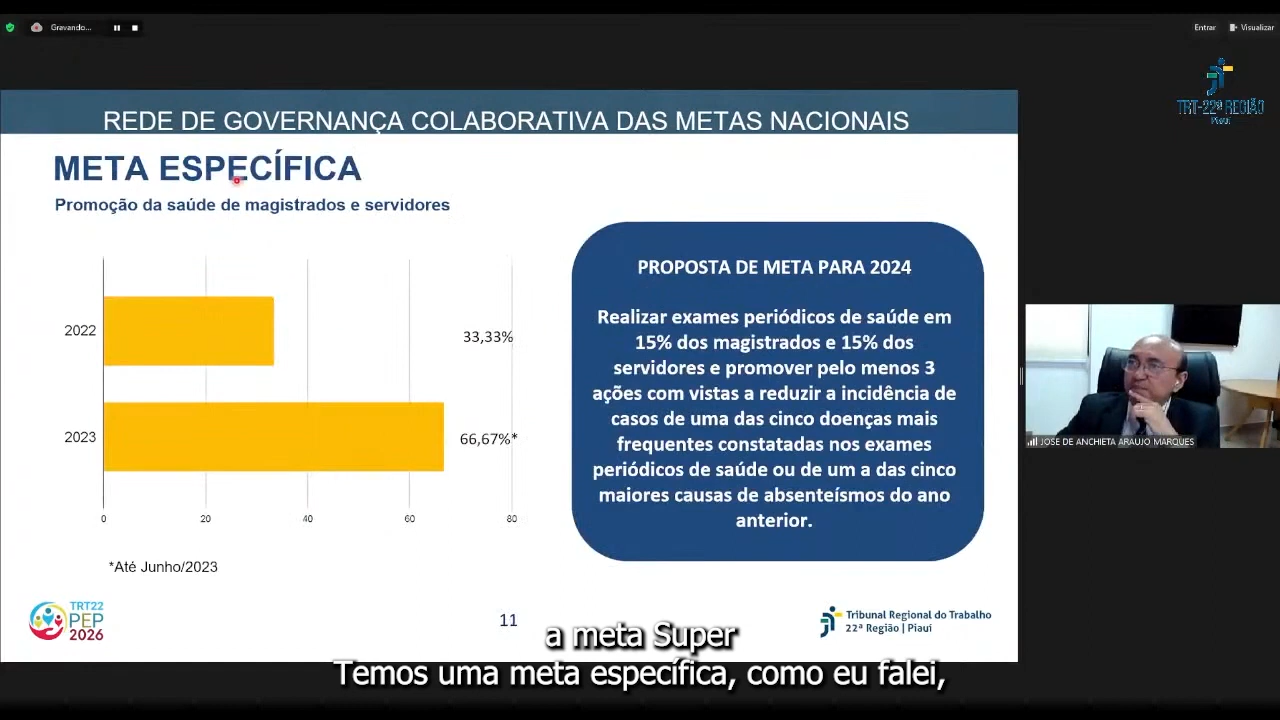 Gravando...
Entrar
Visualizar
TRT-22ª REGIÃO
Piauí
REDE DE GOVERNANÇA COLABORATIVA DAS METAS NACIONAIS
META ESPECÍFICA
Promoção da saúde de magistrados e servidores
2022
33,33%
2023
66,67%*
0 20 40 60 80
*Até Junho/2023
PROPOSTA DE META PARA 2024
Realizar exames periódicos de saúde em
15% dos magistrados e 15% dos
servidores e promover pelo menos 3
ações com vistas a reduzir a incidência de
casos de uma das cinco doenças mais
frequentes constatadas nos exames
periódicos de saúde ou de um a das cinco
maiores causas de absenteísmos do ano
anterior.
JOSE DE ANCHIETA ARAUJO MARQUES
TRT22
PEP
2026
11
Tribunal Regional do Trabalho
22ª Região | Piauí
a meta Super
Temos uma meta específica, como eu falei,